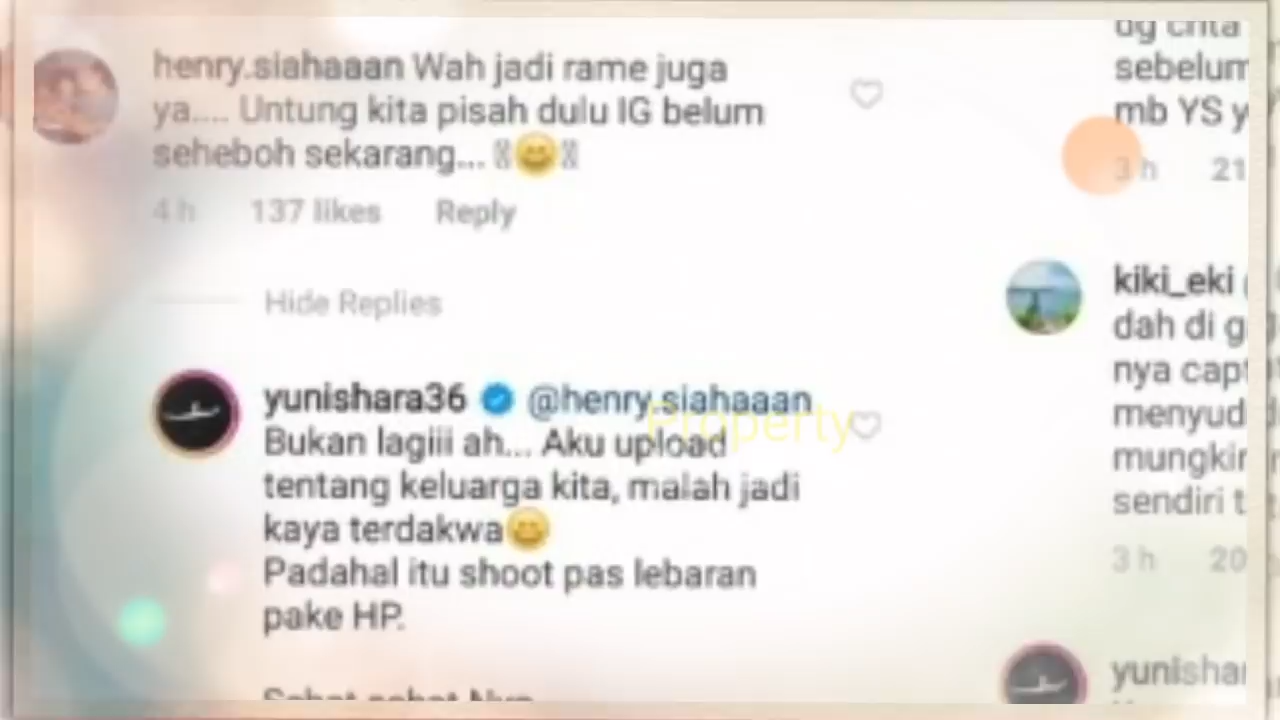 henry.siahaaan Wah jadi rame juga
ya.... Untung kita pisah dulu IG belum
seheboh sekarang... 😄
4 h 137 likes Reply
Hide Replies
yunishara36 @henry.siahaaan
Bukan lagiii ah... Aku upload
tentang keluarga kita, malah jadi
kaya terdakwa😄
Padahal itu shoot pas lebaran
pake HP.
Property
sebelum
mb YS y
3 h 21
kiki_eki
dah di g
nya capt
menyud
mungkin
sendiri t
3 h 20
yunishar